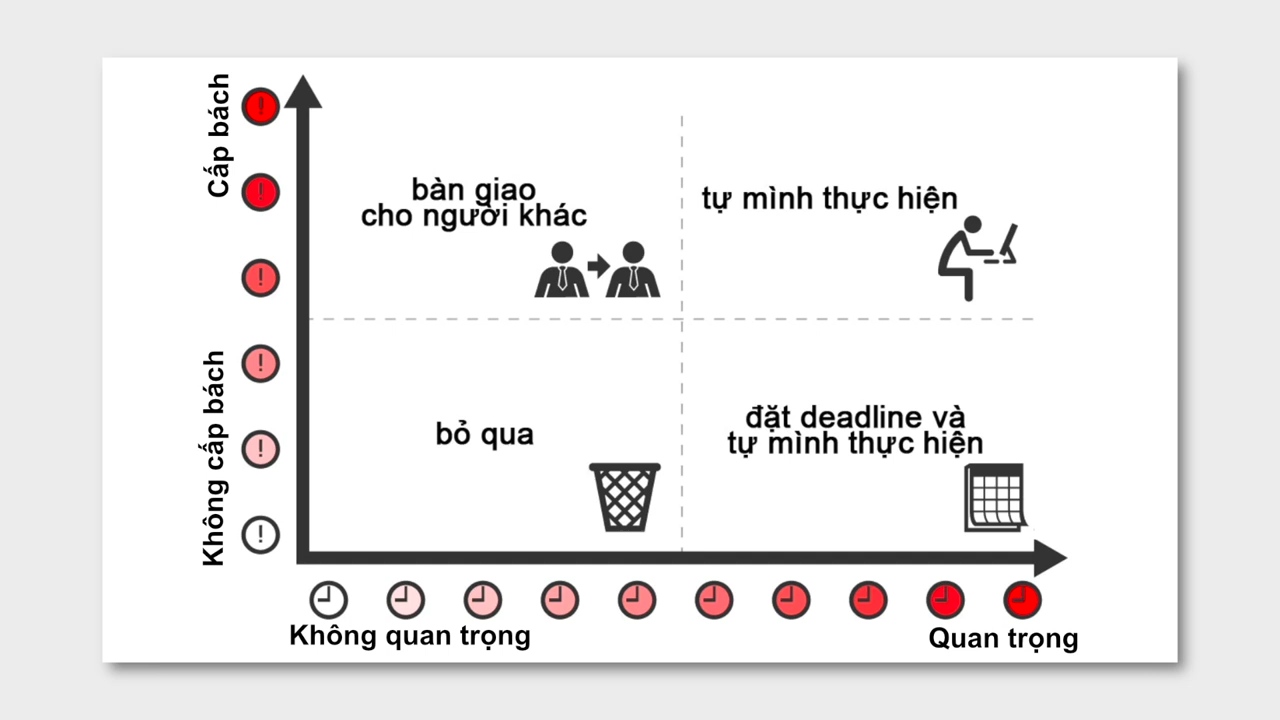 Cấp bách
bàn giao
cho người khác
tự mình thực hiện
Không cấp bách
bỏ qua
đặt deadline và
tự mình thực hiện
Không quan trọng
Quan trọng